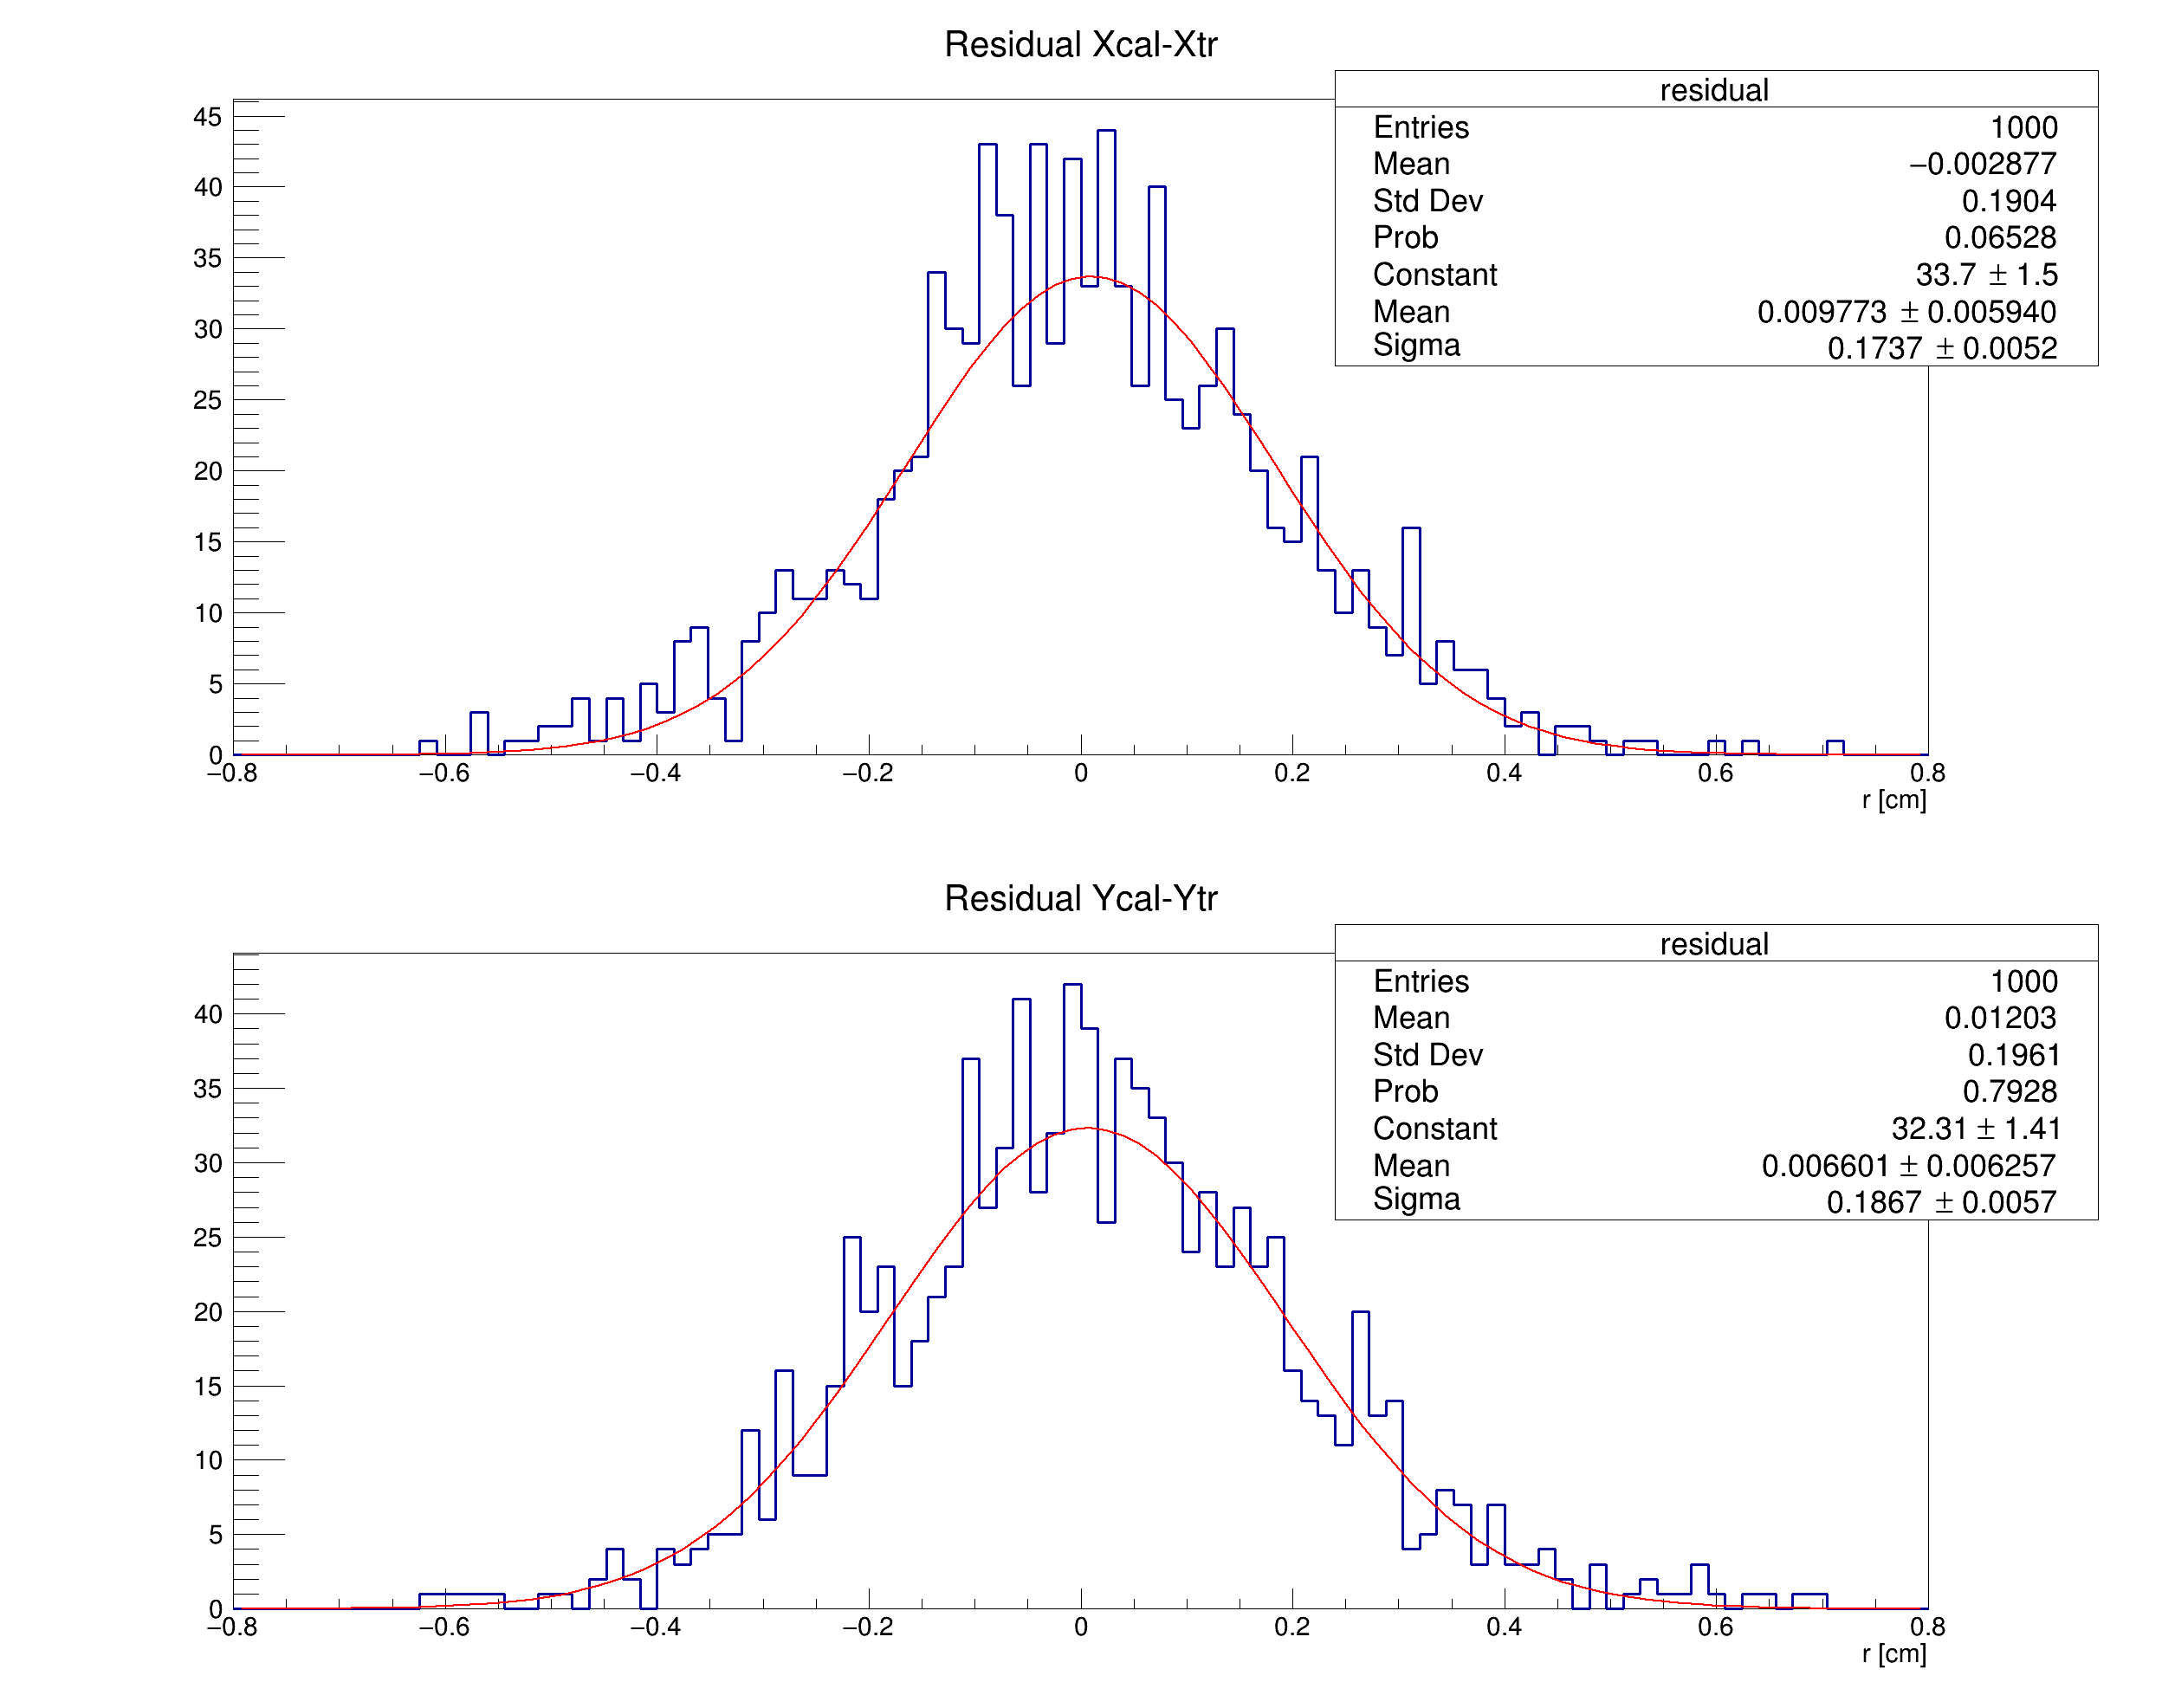 Residual Xcal-Xtr
residual
Entries 1000
Mean −0.002877
Std Dev 0.1904
Prob 0.06528
Constant 33.7 ± 1.5
Mean 0.009773 ± 0.005940
Sigma 0.1737 ± 0.0052
45
40
35
30
25
20
15
10
5
0
−0.8 −0.6 −0.4 −0.2 0 0.2 0.4 0.6 0.8
r [cm]
Residual Ycal-Ytr
residual
Entries 1000
Mean 0.01203
Std Dev 0.1961
Prob 0.7928
Constant 32.31 ± 1.41
Mean 0.006601 ± 0.006257
Sigma 0.1867 ± 0.0057
40
35
30
25
20
15
10
5
0
−0.8 −0.6 −0.4 −0.2 0 0.2 0.4 0.6 0.8
r [cm]